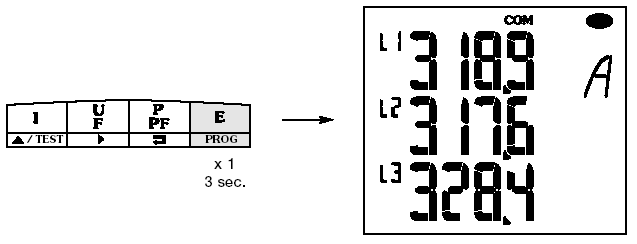 I U F P PF E
▲ / TEST PROG
x 1
3 sec.
COM
L1 318,9 A
L2 317,6
L3 328,4